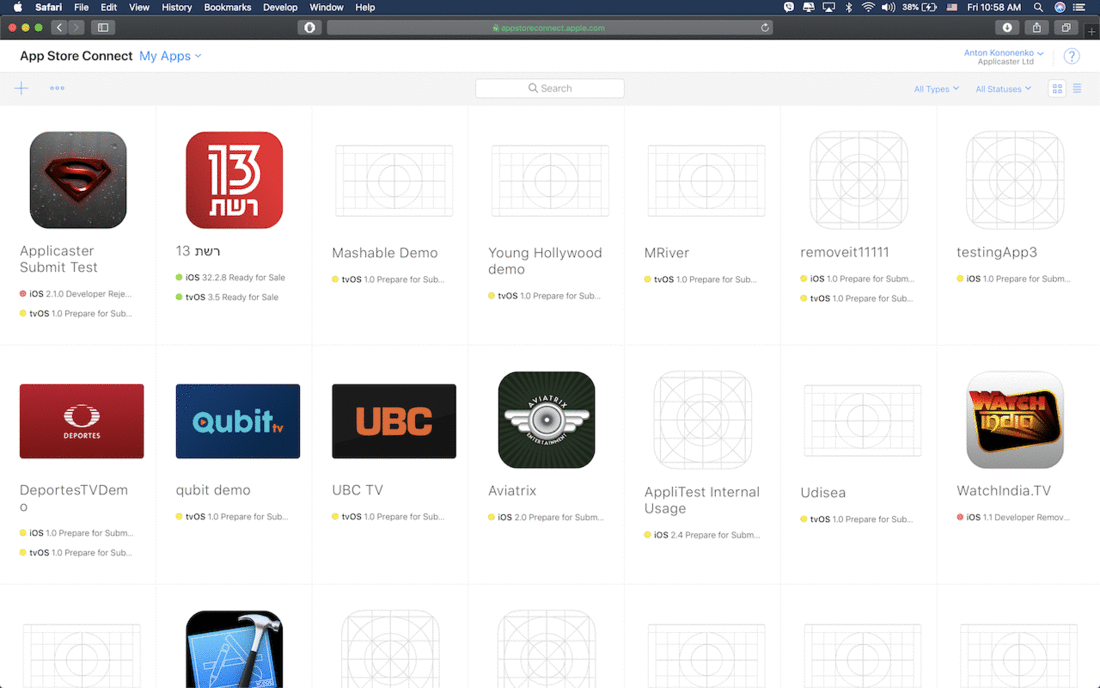 Safari File Edit View History Bookmarks Develop Window Help 38% Fri 10:58 AM
appstoreconnect.apple.com
App Store Connect My Apps
Anton Kononenko
Applicaster Ltd
?
Search
All Types All Statuses
13
רשת
Applicaster
Submit Test
iOS 2.1.0 Developer Reje...
tvOS 1.0 Prepare for Sub...
רשת 13
iOS 32.2.8 Ready for Sale
tvOS 3.5 Ready for Sale
Mashable Demo
tvOS 1.0 Prepare for Sub...
Young Hollywood
demo
tvOS 1.0 Prepare for Sub...
MRiver
tvOS 1.0 Prepare for Sub...
removeit11111
iOS 1.0 Prepare for Subm...
tvOS 1.0 Prepare for Sub...
testingApp3
iOS 1.0 Prepare for Subm...
DEPORTES
DeportesTVDem
o
iOS 1.0 Prepare for Subm...
tvOS 1.0 Prepare for Sub...
Qubit tv
qubit demo
tvOS 1.0 Prepare for Sub...
UBC
UBC TV
tvOS 1.0 Prepare for Sub...
AVIATRIX
ENTERTAINMENT
Aviatrix
iOS 2.0 Prepare for Subm...
AppliTest Internal
Usage
iOS 2.4 Prepare for Subm...
Udisea
tvOS 1.0 Prepare for Sub...
WATCH
India
WatchIndia.TV
iOS 1.1 Developer Remov...